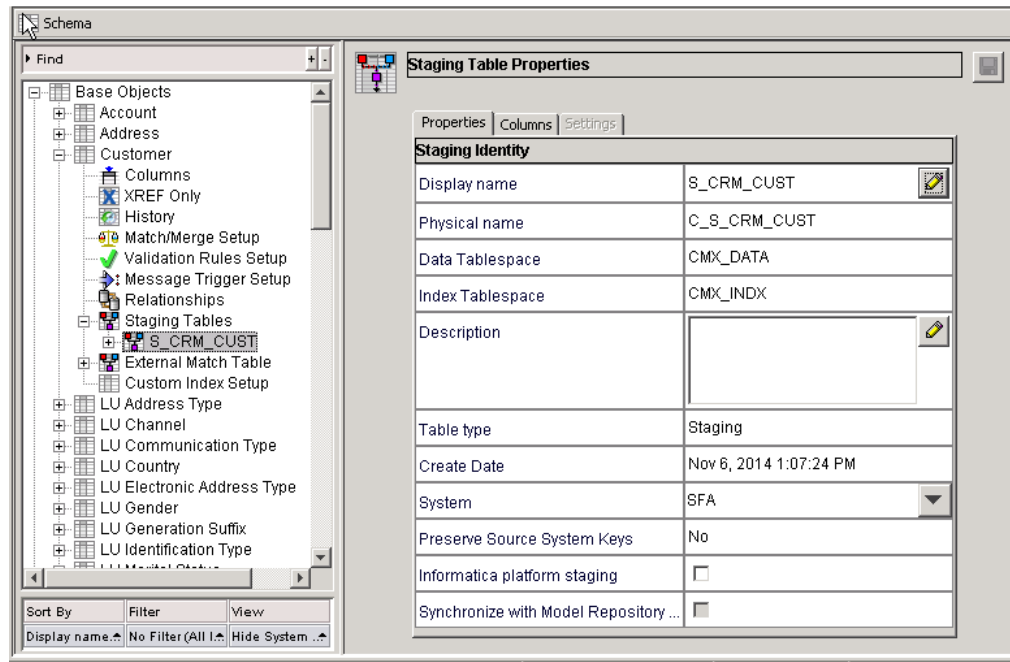 Schema
Find
+ -
Base Objects
Account
Address
Customer
Columns
XREF Only
History
Match/Merge Setup
Validation Rules Setup
Message Trigger Setup
Relationships
Staging Tables
S_CRM_CUST
External Match Table
Custom Index Setup
LU Address Type
LU Channel
LU Communication Type
LU Country
LU Electronic Address Type
LU Gender
LU Generation Suffix
LU Identification Type
LU Marital Status
Sort By Filter View
Display name... No Filter (All I... Hide System ...
Staging Table Properties
Properties Columns Settings
Staging Identity
Display name S_CRM_CUST
Physical name C_S_CRM_CUST
Data Tablespace CMX_DATA
Index Tablespace CMX_INDX
Description
Table type Staging
Create Date Nov 6, 2014 1:07:24 PM
System SFA
Preserve Source System Keys No
Informatica platform staging
Synchronize with Model Repository ...